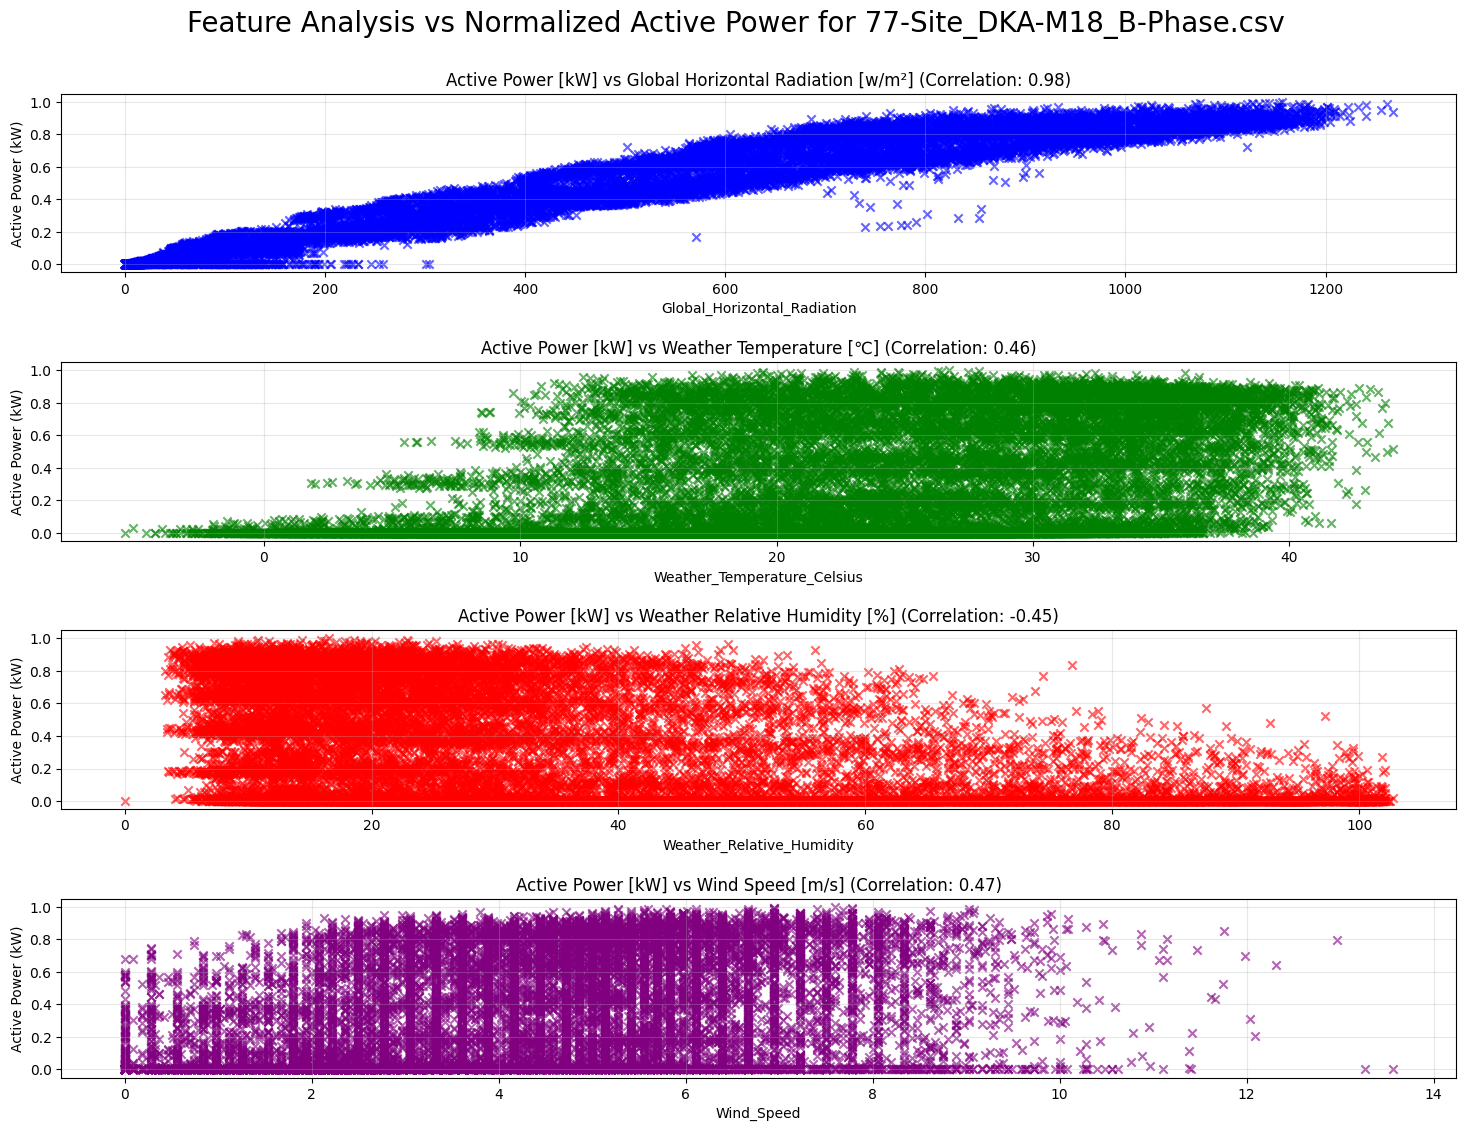 Feature Analysis vs Normalized Active Power for 77-Site_DKA-M18_B-Phase.csv
Active Power [kW] vs Global Horizontal Radiation [w/m²] (Correlation: 0.98)
Active Power (kW)
1.0
0.8
0.6
0.4
0.2
0.0
0 200 400 600 800 1000 1200
Global_Horizontal_Radiation
Active Power [kW] vs Weather Temperature [℃] (Correlation: 0.46)
Active Power (kW)
1.0
0.8
0.6
0.4
0.2
0.0
0 10 20 30 40
Weather_Temperature_Celsius
Active Power [kW] vs Weather Relative Humidity [%] (Correlation: -0.45)
Active Power (kW)
1.0
0.8
0.6
0.4
0.2
0.0
0 20 40 60 80 100
Weather_Relative_Humidity
Active Power [kW] vs Wind Speed [m/s] (Correlation: 0.47)
Active Power (kW)
1.0
0.8
0.6
0.4
0.2
0.0
0 2 4 6 8 10 12 14
Wind_Speed